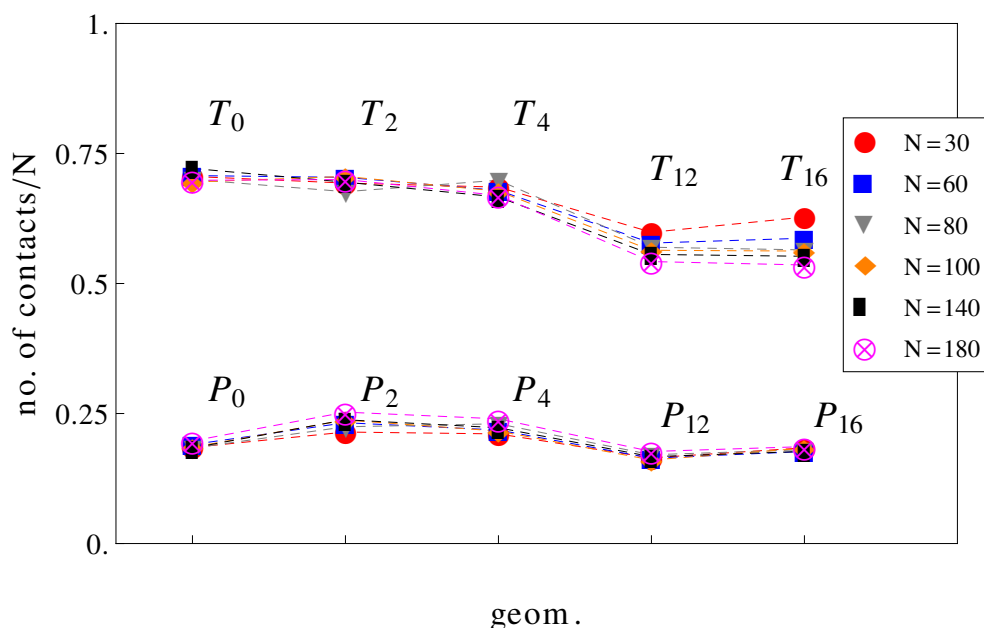 1.
T0 T2 T4
0.75
T12 T16
N=30
N=60
N=80
N=100
N=140
N=180
0.5
no. of contacts/N
P0 P2 P4
0.25
P12 P16
0.
geom.